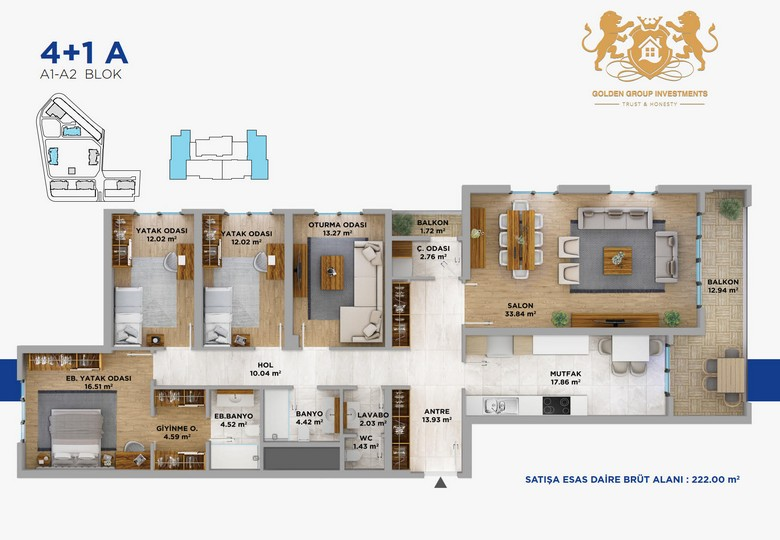 4+1 A
A1-A2 BLOK
GOLDEN GROUP INVESTMENTS
TRUST & HONESTY
YATAK ODASI
12.02 m²
YATAK ODASI
12.02 m²
OTURMA ODASI
13.27 m²
BALKON
1.72 m²
Ç. ODASI
2.76 m²
SALON
33.84 m²
BALKON
12.94 m²
HOL
10.04 m²
MUTFAK
17.86 m²
EB. YATAK ODASI
16.51 m²
GİYİNME O.
4.59 m²
EB.BANYO
4.52 m²
BANYO
4.42 m²
LAVABO
2.03 m²
WC
1.43 m²
ANTRE
13.93 m²
SATIŞA ESAS DAİRE BRÜT ALANI : 222.00 m²